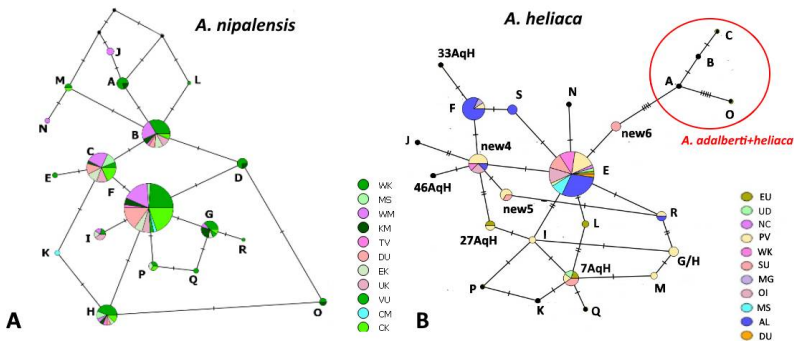 A. nipalensis
J
M
A
L
N
B
C
E
D
F
G
I
R
K
P
Q
H
O
A
WK
MS
WM
KM
TV
DU
EK
UK
VU
CM
CK
A. heliaca
C
B
33AqH
A
F
S
N
O
new6
A. adalberti+heliaca
J
new4
E
46AqH
new5
R
27AqH
I
L
G/H
7AqH
M
P
K
Q
B
EU
UD
NC
PV
WK
SU
MG
OI
MS
AL
DU